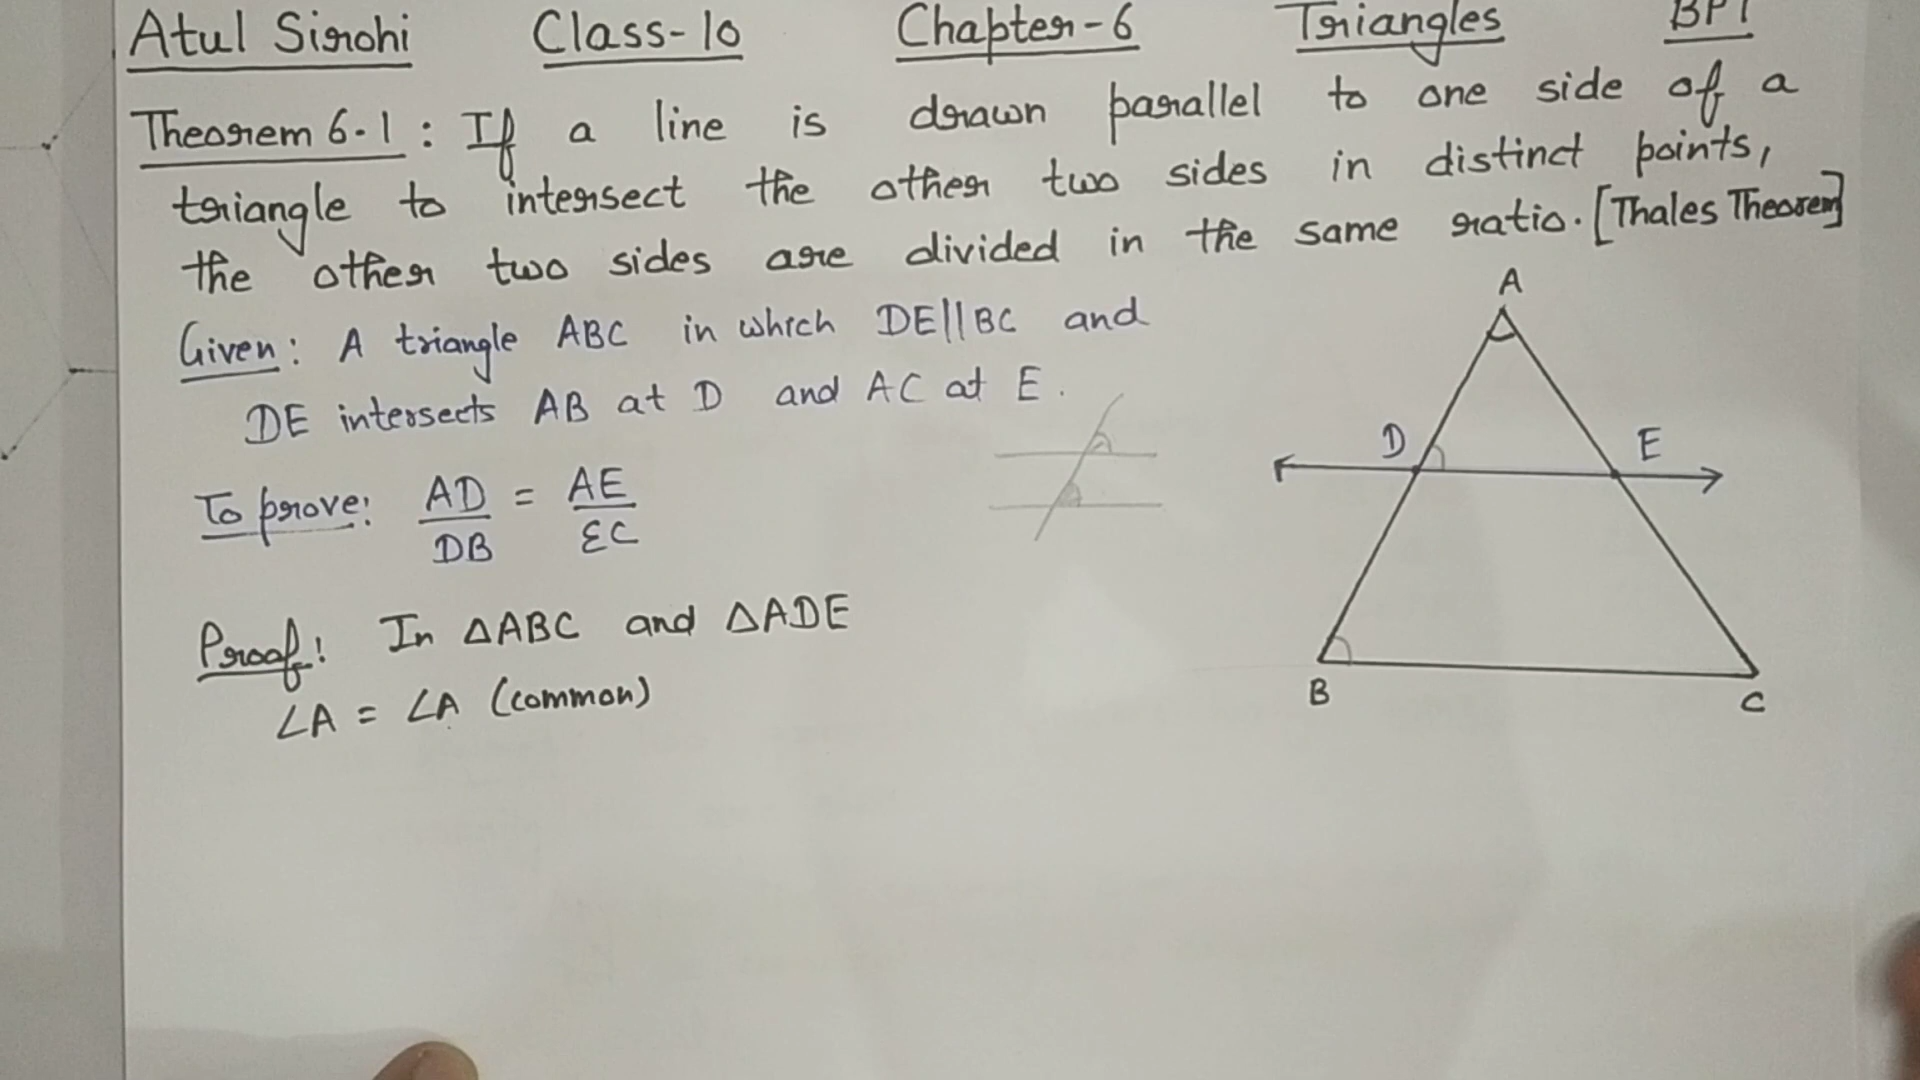 Atul Sirohi Class-10 Chapter-6 Triangles BPT
Theorem 6.1 : If a line is drawn parallel to one side of a
triangle to intersect the other two sides in distinct points,
the other two sides are divided in the same ratio. [Thales Theorem]
Given: A triangle ABC in which DE||BC and
DE intersects AB at D and AC at E.
To prove: AD/DB = AE/EC
Proof: In △ABC and △ADE
∠A = ∠A (common)
A
D
E
B
C